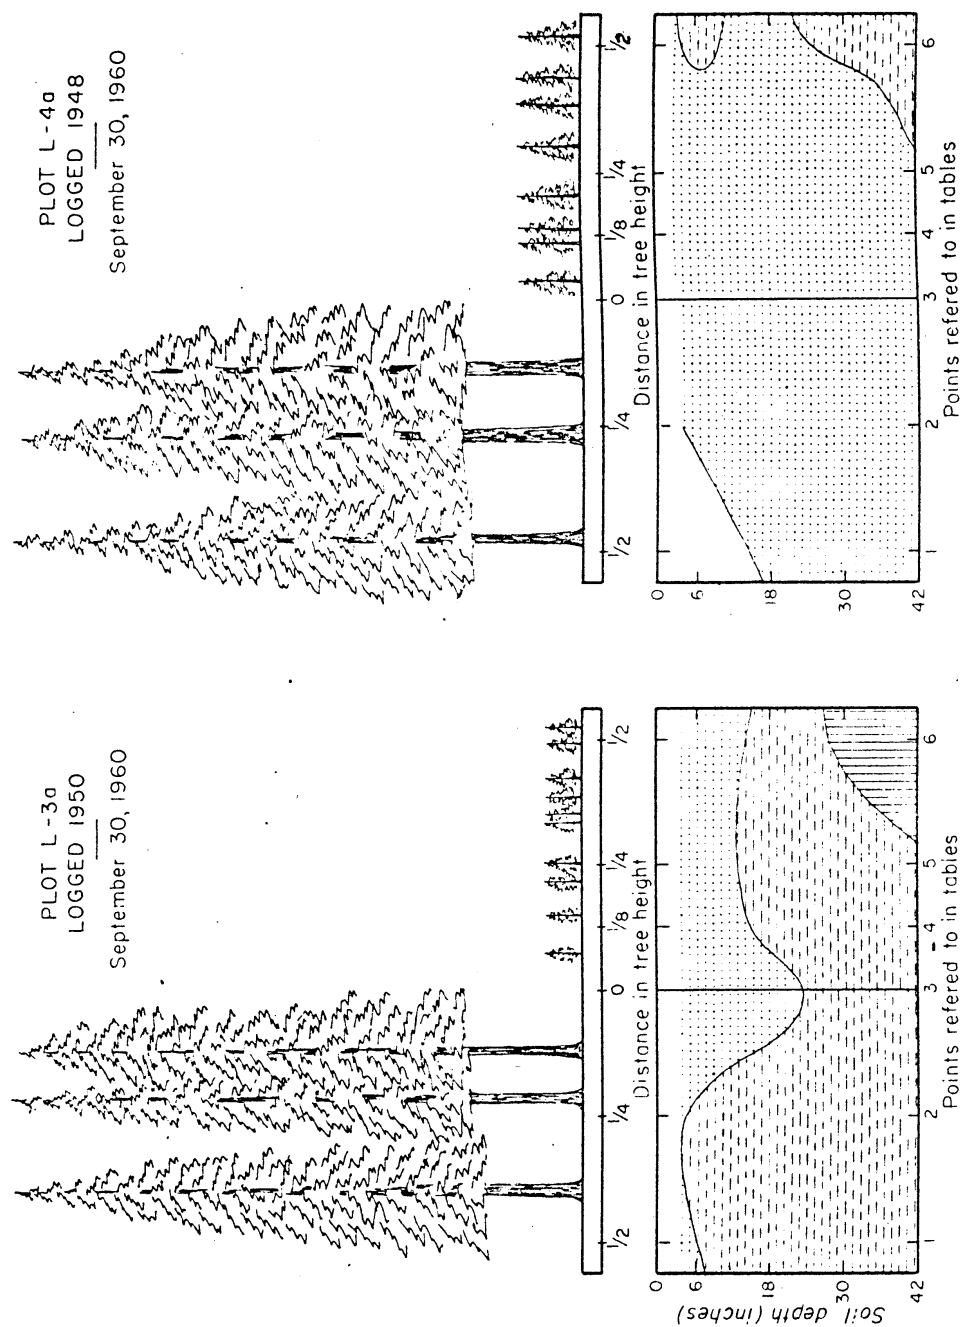 PLOT L-3a
LOGGED 1950
September 30, 1960
1/2 1/4 0 1/8 1/4 1/2
Distance in tree height
Soil depth (inches)
0
6
18
30
42
1 2 3 4 5 6
Points refered to in tables
PLOT L-4a
LOGGED 1948
September 30, 1960
1/2 1/4 0 1/8 1/4 1/2
Distance in tree height
0
6
18
30
42
1 2 3 4 5 6
Points refered to in tables